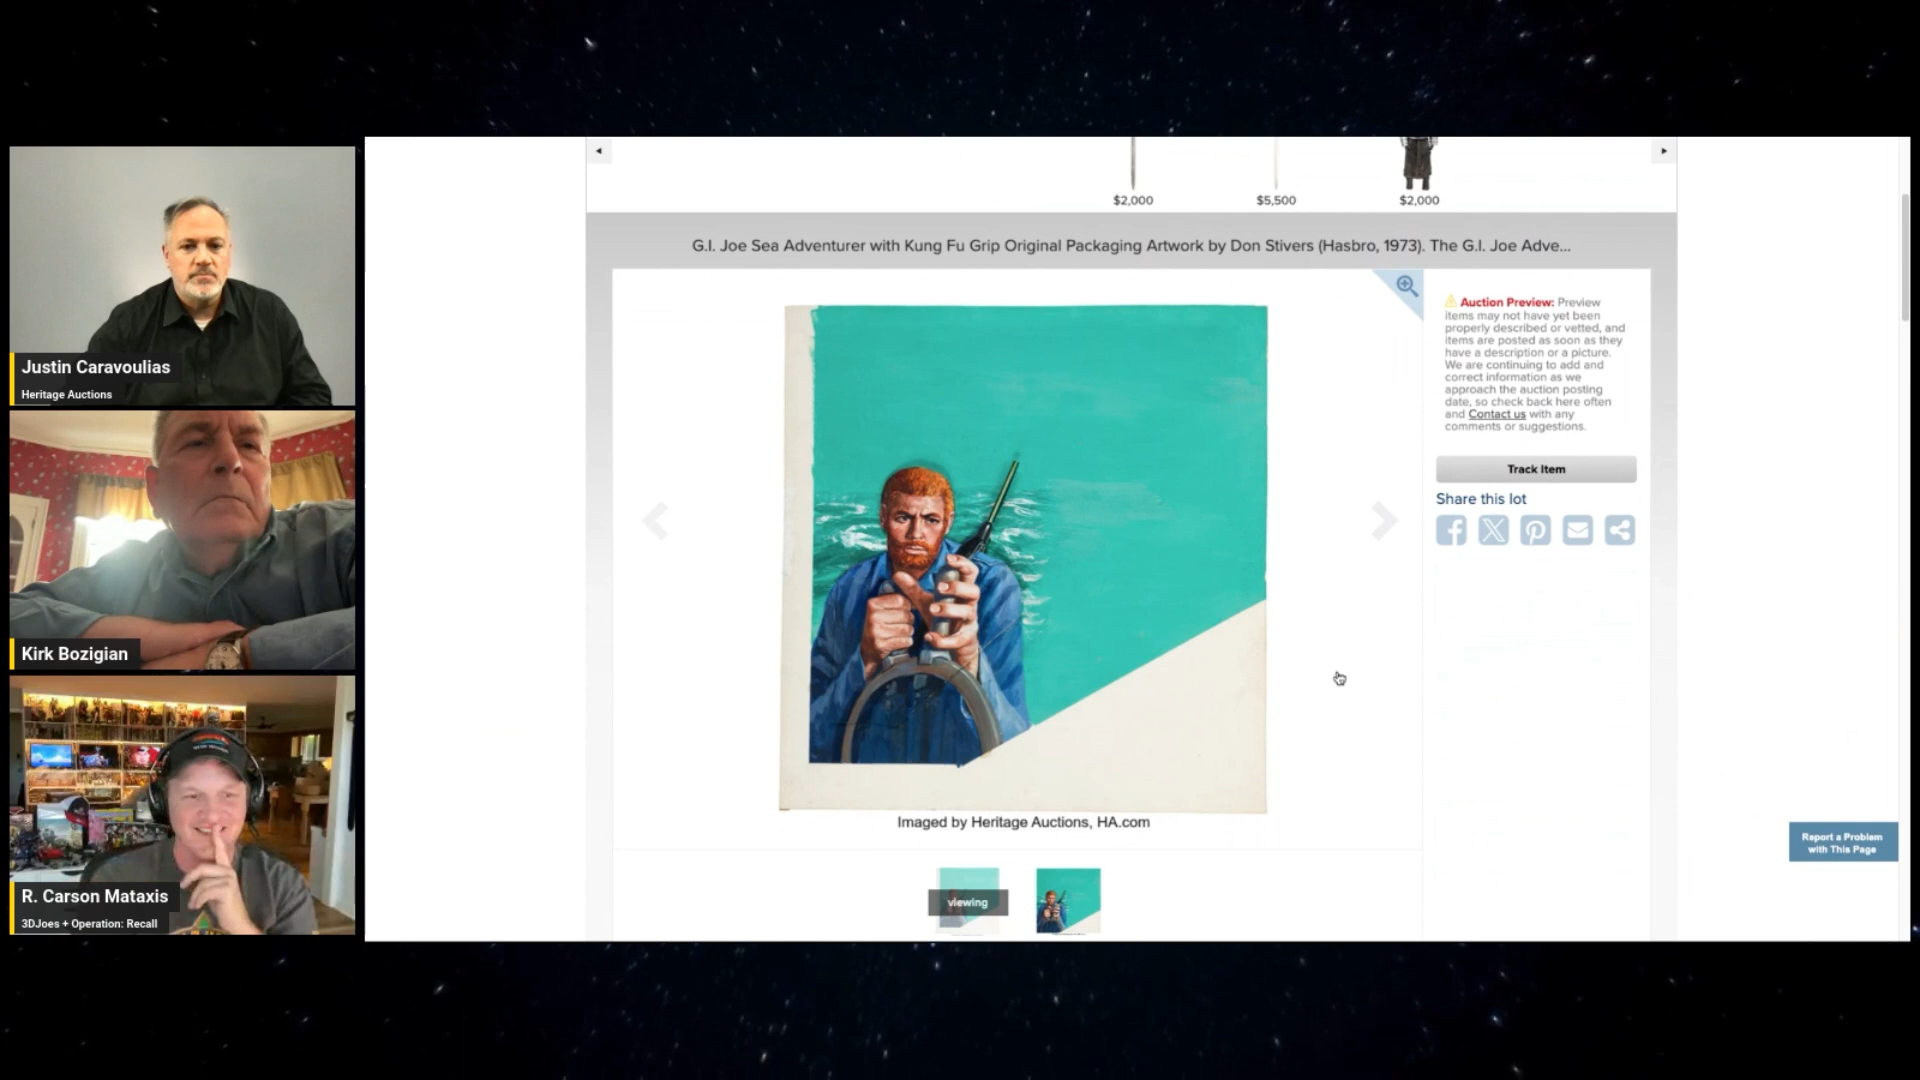 Justin Caravoulias
Heritage Auctions
Kirk Bozigian
R. Carson Mataxis
3DJoes + Operation: Recall
$2,000
$5,500
$2,000
G.I. Joe Sea Adventurer with Kung Fu Grip Original Packaging Artwork by Don Stivers (Hasbro, 1973). The G.I. Joe Adve...
Auction Preview: Preview
items may not have yet been
properly described or vetted, and
items are posted as soon as they
have a description or a picture.
We are continuing to add and
correct information as we
approach the auction posting
date, so check back here often
and Contact us with any
comments or suggestions.
Track Item
Share this lot
Imaged by Heritage Auctions, HA.com
viewing
Report a Problem
with This Page